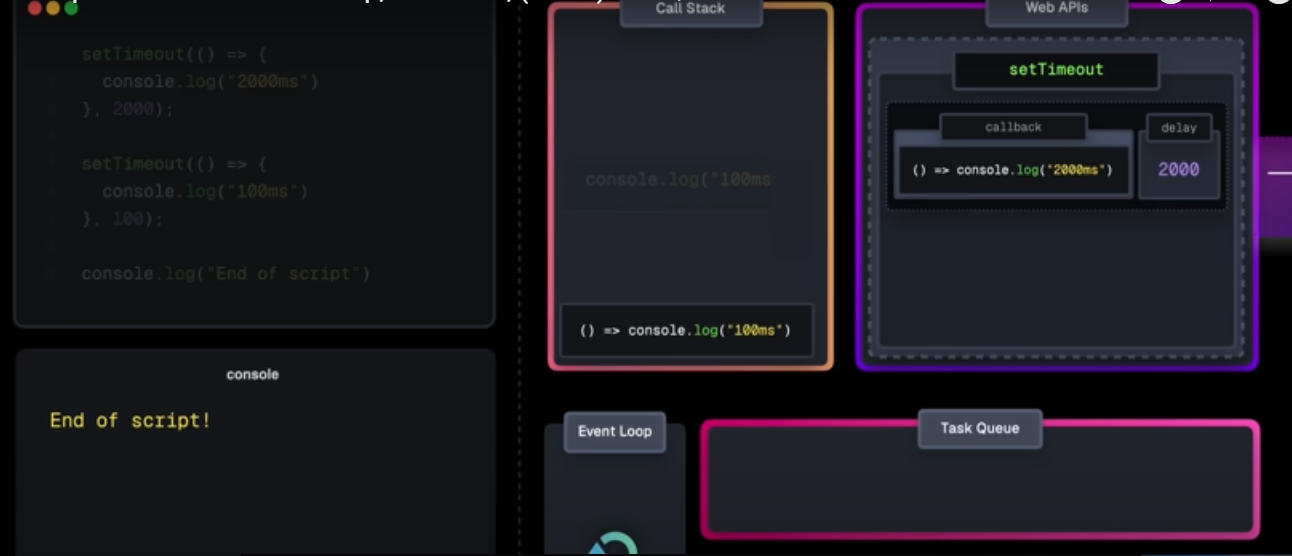 setTimeout(() => {
console.log("2000ms")
}, 2000);
setTimeout(() => {
console.log("100ms")
}, 100);
console.log("End of script")
console
End of script!
Call Stack
console.log("100ms
() => console.log("100ms")
Web APIs
setTimeout
callback
delay
() => console.log("2000ms")
2000
Event Loop
Task Queue